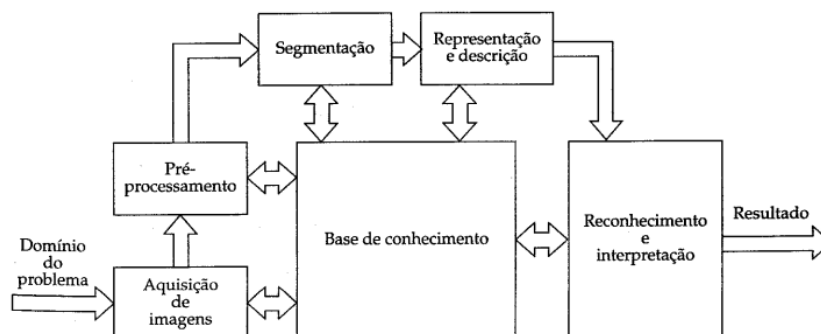 Segmentação
Representação
e descrição
Pré-
processamento
Base de conhecimento
Reconhecimento
e
interpretação
Resultado
Domínio
do
problema
Aquisição
de
imagens